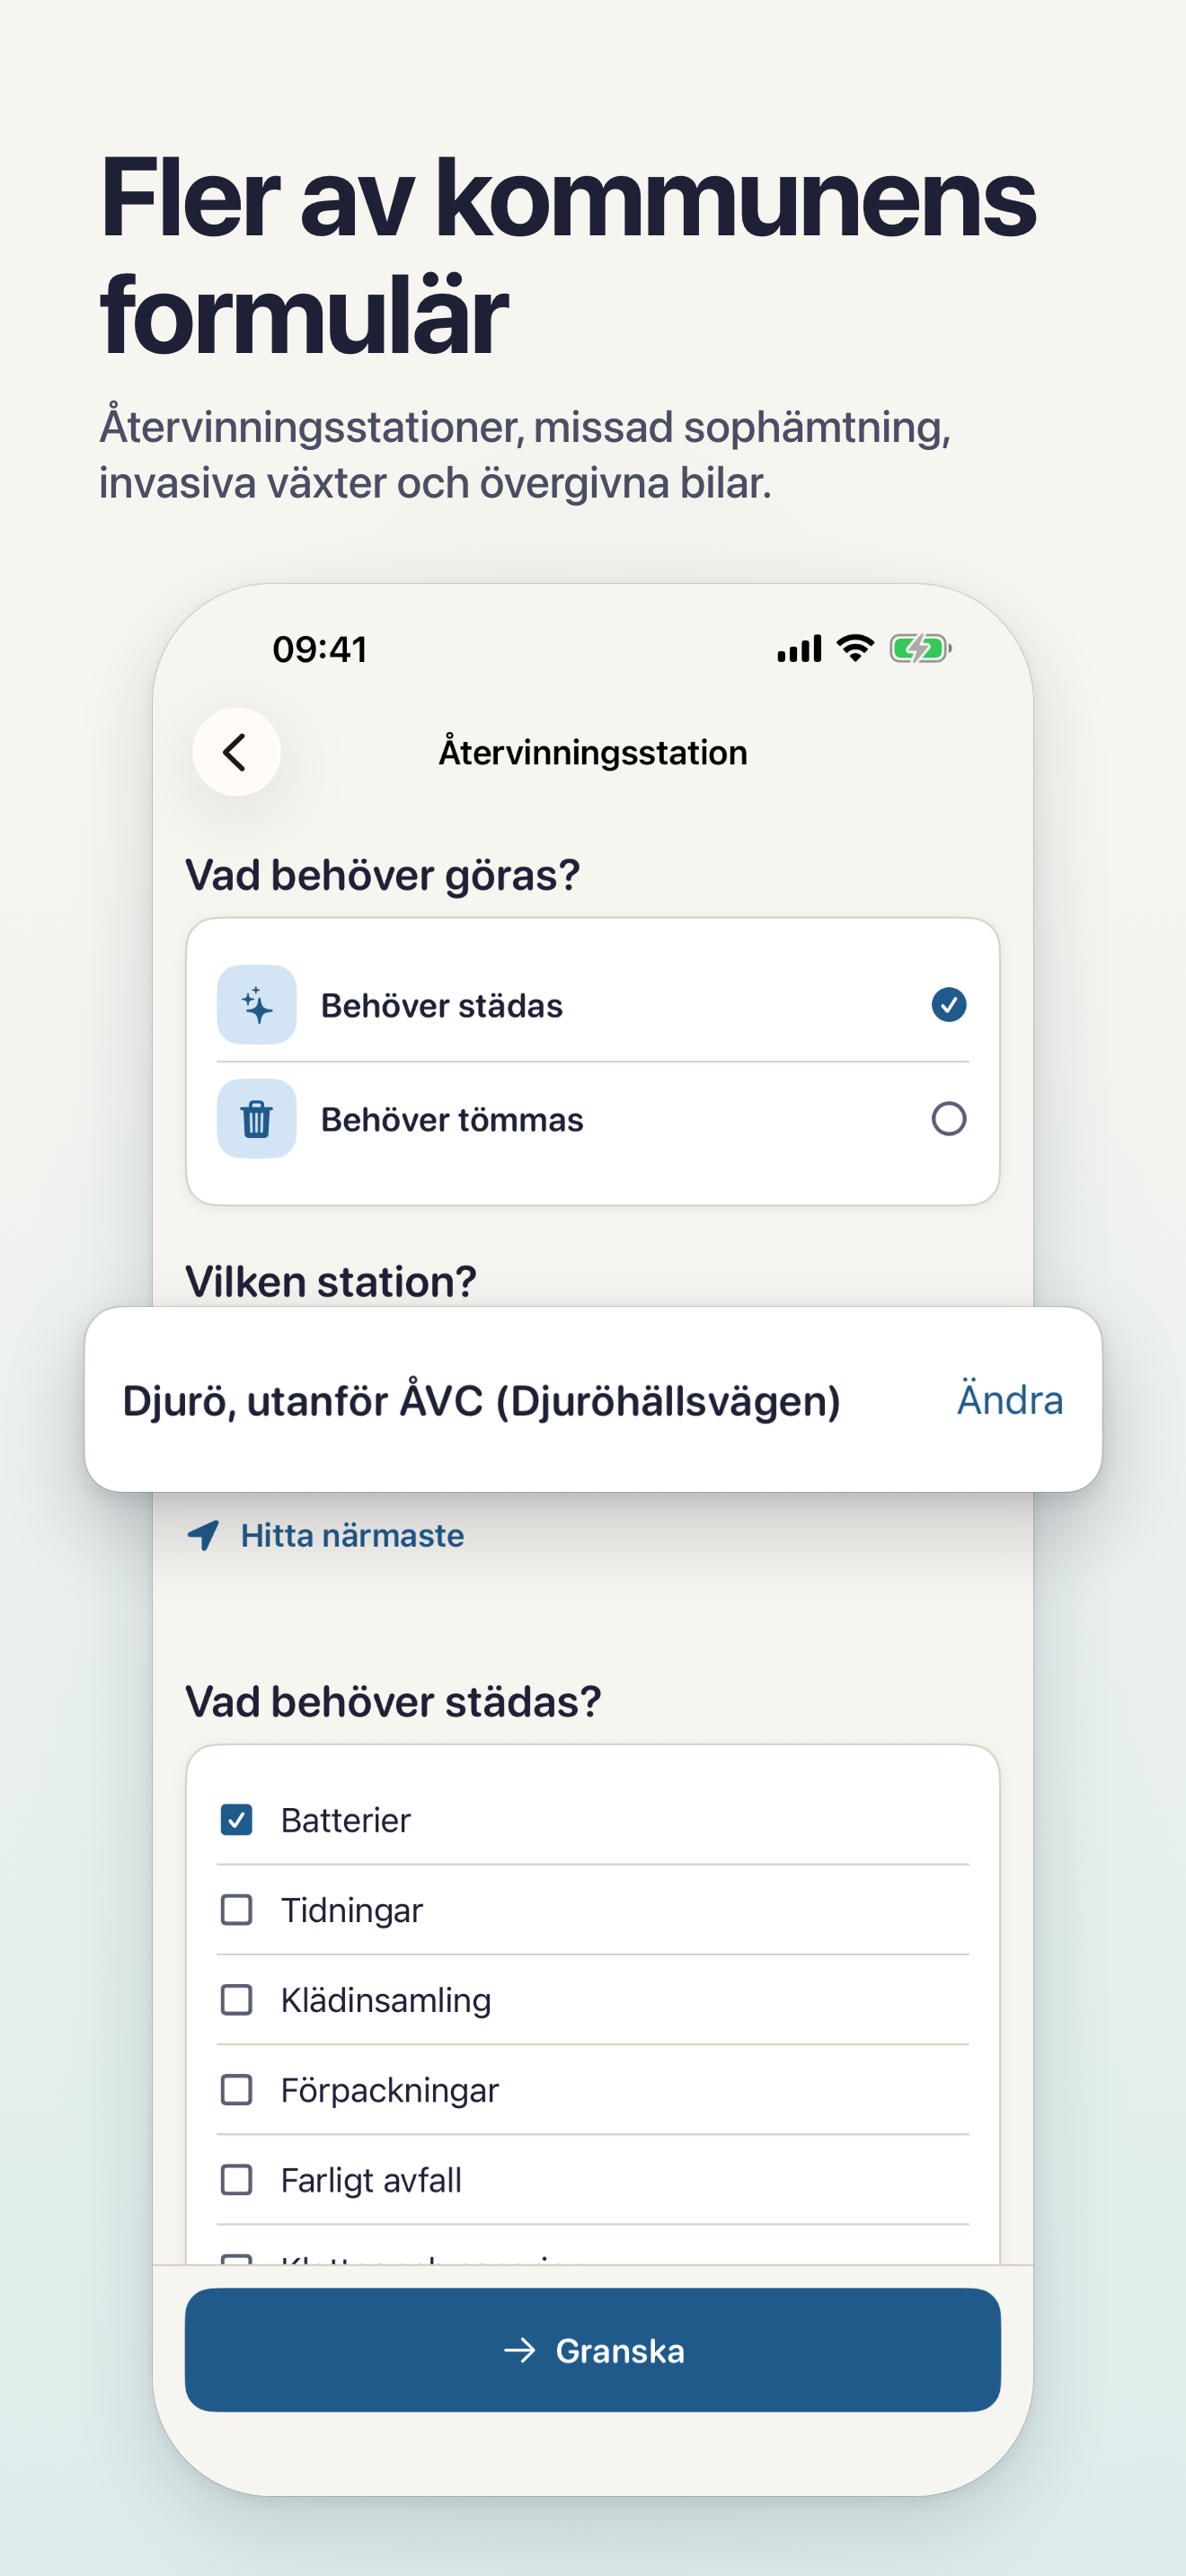 Fler av kommunens
formulär
Återvinningsstationer, missad sophämtning,
invasiva växter och övergivna bilar.
09:41
Återvinningsstation
Vad behöver göras?
Behöver städas
Behöver tömmas
Vilken station?
Djurö, utanför ÅVC (Djuröhällsvägen)
Ändra
Hitta närmaste
Vad behöver städas?
Batterier
Tidningar
Klädinsamling
Förpackningar
Farligt avfall
Granska